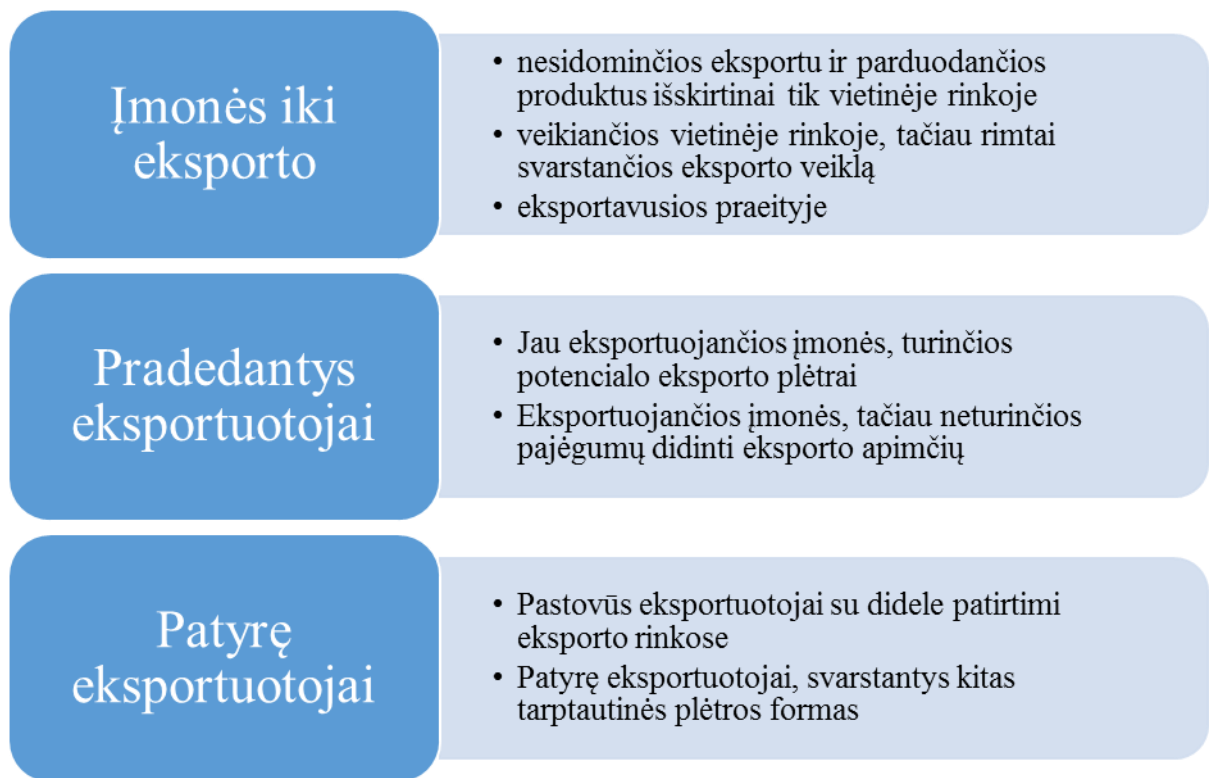 Įmonės iki
eksporto
• nesidominčios eksportu ir parduodančios
produktus išskirtinai tik vietinėje rinkoje
• veikiančios vietinėje rinkoje, tačiau rimtai
svarstančios eksporto veiklą
• eksportavusios praeityje
Pradedantys
eksportuotojai
• Jau eksportuojančios įmonės, turinčios
potencialo eksporto plėtrai
• Eksportuojančios įmonės, tačiau neturinčios
pajėgumų didinti eksporto apimčių
Patyrę
eksportuotojai
• Pastovūs eksportuotojai su didele patirtimi
eksporto rinkose
• Patyrę eksportuotojai, svarstantys kitas
tarptautinės plėtros formas